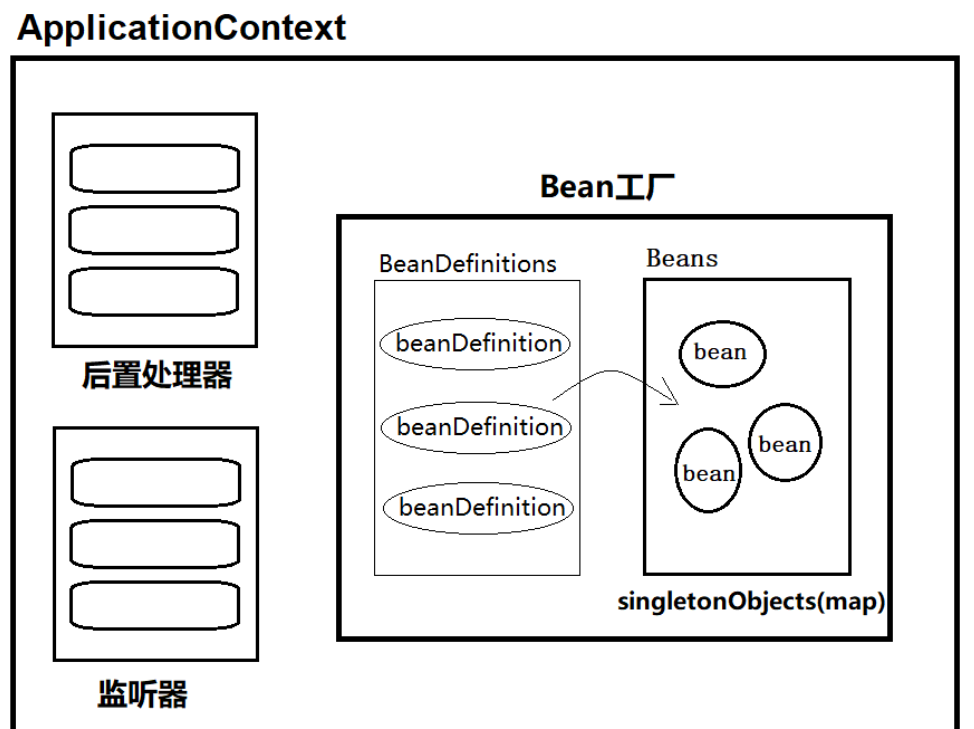 ApplicationContext
后置处理器
监听器
Bean工厂
BeanDefinitions
beanDefinition
beanDefinition
beanDefinition
Beans
bean
bean
bean
singletonObjects(map)